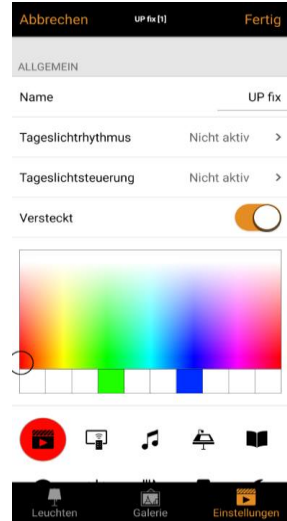 Abbrechen UP fix [1] Fertig
ALLGEMEIN
Name UP fix
Tageslichtrhythmus Nicht aktiv >
Tageslichtsteuerung Nicht aktiv >
Versteckt
Leuchten Galerie Einstellungen